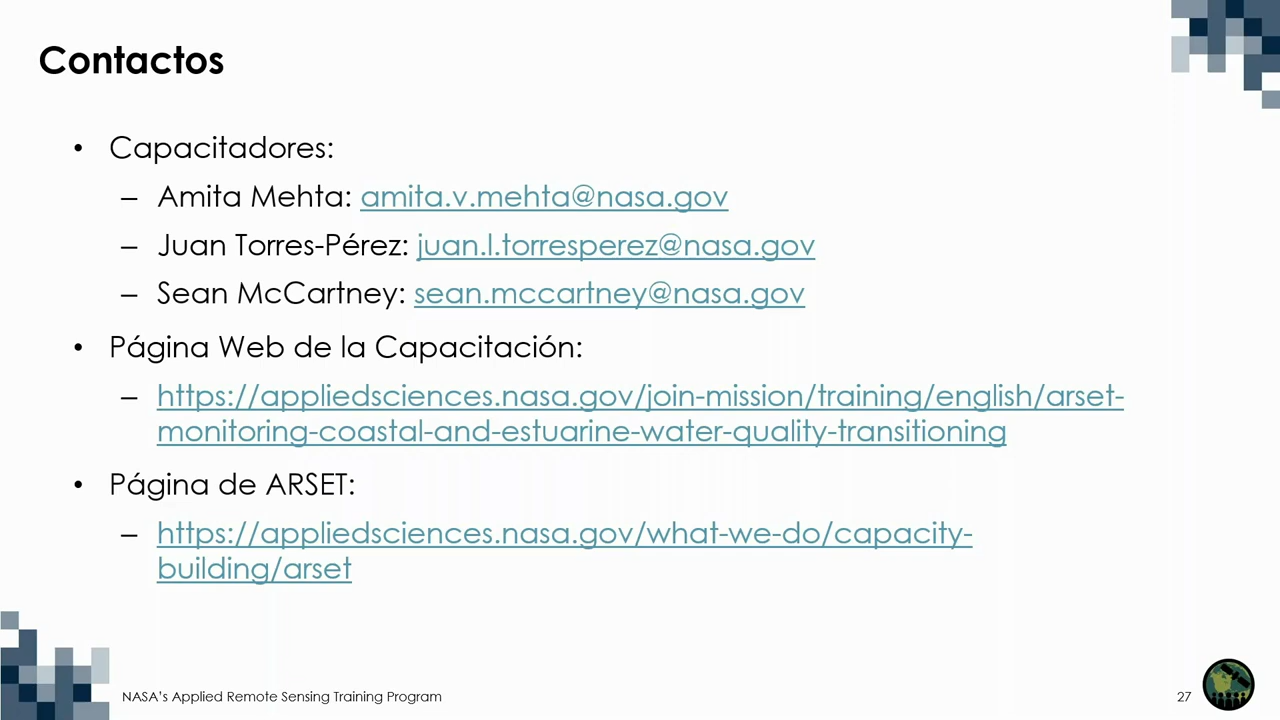 Contactos
• Capacitadores:
– Amita Mehta: amita.v.mehta@nasa.gov
– Juan Torres-Pérez: juan.l.torresperez@nasa.gov
– Sean McCartney: sean.mccartney@nasa.gov
• Página Web de la Capacitación:
– https://appliedsciences.nasa.gov/join-mission/training/english/arset-
monitoring-coastal-and-estuarine-water-quality-transitioning
• Página de ARSET:
– https://appliedsciences.nasa.gov/what-we-do/capacity-
building/arset
NASA's Applied Remote Sensing Training Program
27